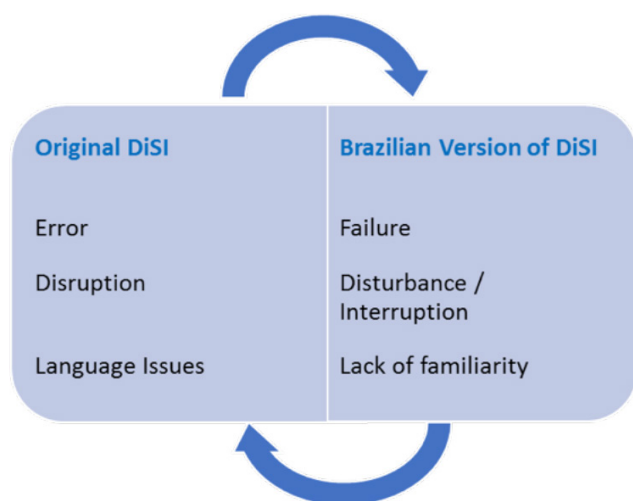 Original DiSI
Brazilian Version of DiSI
Error
Failure
Disruption
Disturbance /
Interruption
Language Issues
Lack of familiarity